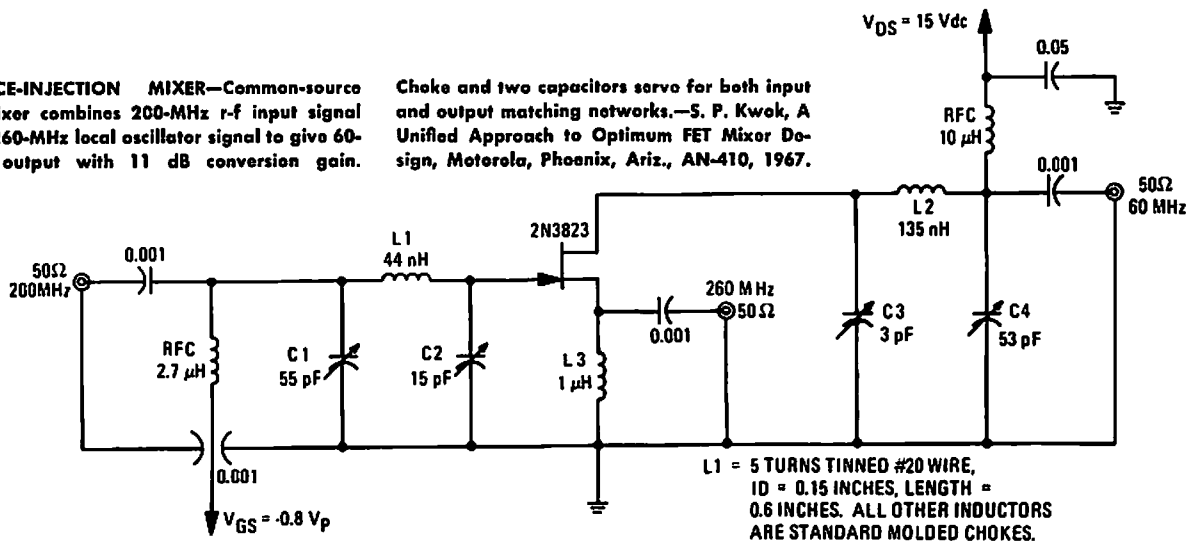 CE-INJECTION MIXER—Common-source
ixer combines 200-MHz r-f input signal
260-MHz local oscillator signal to give 60-
output with 11 dB conversion gain.
Choke and two capacitors serve for both input
and output matching networks.—S. P. Kwok, A
Unified Approach to Optimum FET Mixer De-
sign, Motorola, Phoenix, Ariz., AN-410, 1967.
VDS = 15 Vdc
0.05
RFC
10 μH
0.001
50Ω
60 MHz
L2
135 nH
2N3823
L1
44 nH
0.001
50Ω
200MHz
260 MHz
50Ω
0.001
C3
3 pF
C4
53 pF
RFC
2.7 μH
C1
55 pF
C2
15 pF
L3
1 μH
0.001
VGS = -0.8 VP
L1 = 5 TURNS TINNED #20 WIRE,
ID = 0.15 INCHES, LENGTH =
0.6 INCHES. ALL OTHER INDUCTORS
ARE STANDARD MOLDED CHOKES.